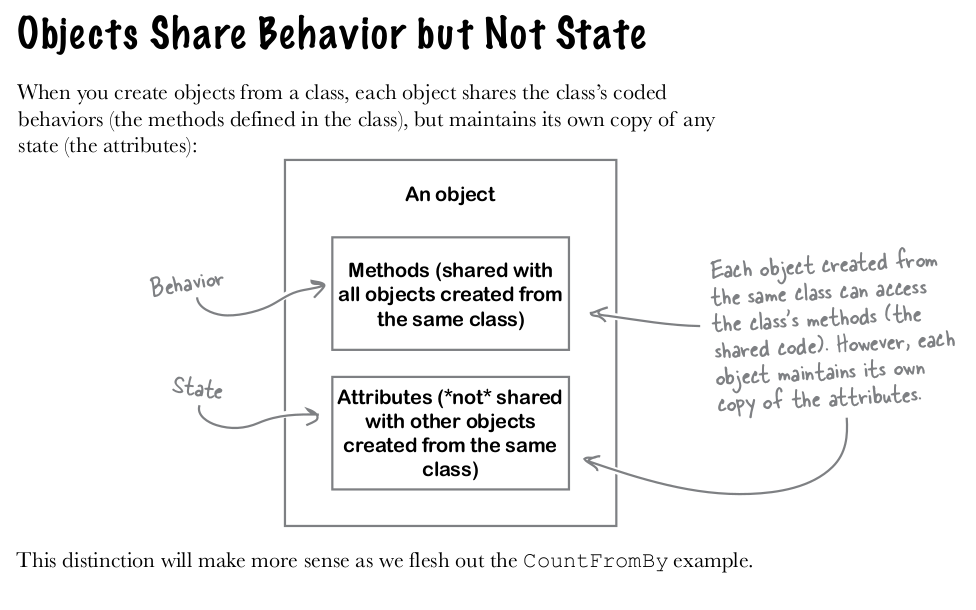 Objects Share Behavior but Not State
When you create objects from a class, each object shares the class’s coded
behaviors (the methods defined in the class), but maintains its own copy of any
state (the attributes):
An object
Behavior
Methods (shared with
all objects created from
the same class)
Each object created from
the same class can access
the class's methods (the
shared code). However, each
object maintains its own
copy of the attributes.
State
Attributes (*not* shared
with other objects
created from the same
class)
This distinction will make more sense as we flesh out the CountFromBy example.